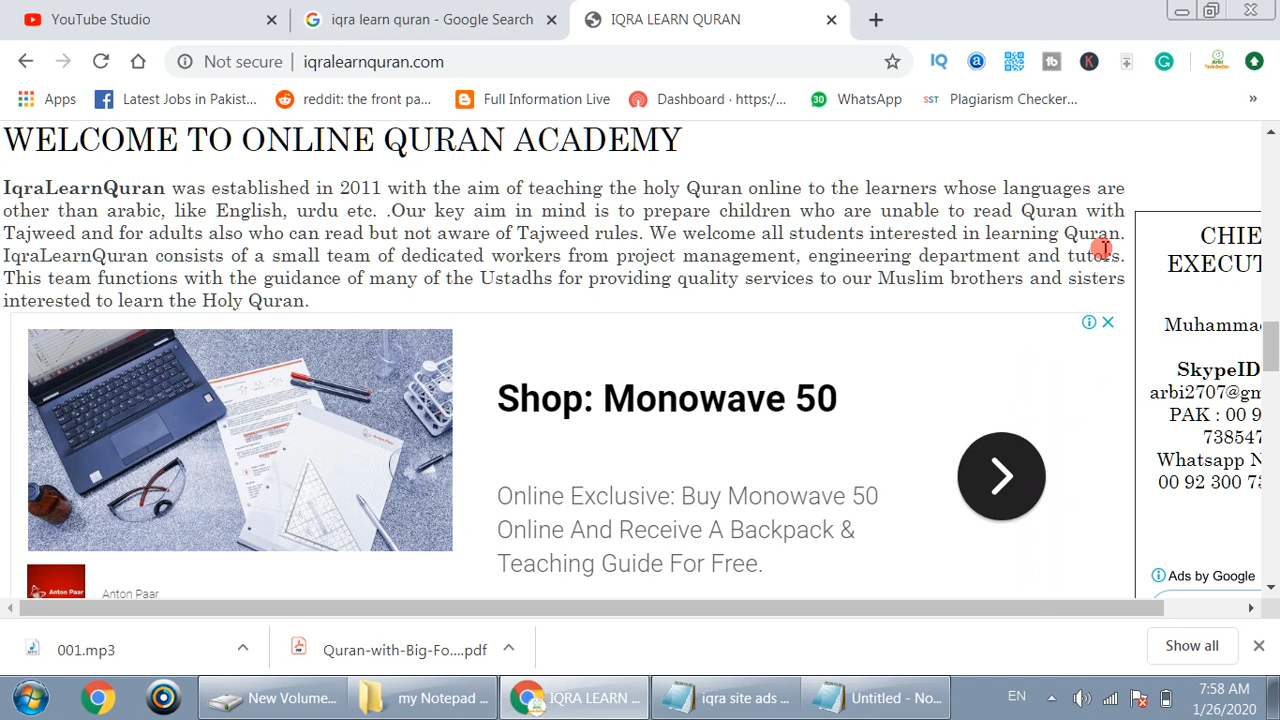 YouTube Studio
iqra learn quran - Google Search
IQRA LEARN QURAN
Not secure
iqralearnquran.com
Apps
Latest Jobs in Pakist...
reddit: the front pa...
Full Information Live
Dashboard · https:/...
30
WhatsApp
SST
Plagiarism Checker...
»
WELCOME TO ONLINE QURAN ACADEMY
IqraLearnQuran was established in 2011 with the aim of teaching the holy Quran online to the learners whose languages are
other than arabic, like English, urdu etc. .Our key aim in mind is to prepare children who are unable to read Quran with
Tajweed and for adults also who can read but not aware of Tajweed rules. We welcome all students interested in learning Quran.
IqraLearnQuran consists of a small team of dedicated workers from project management, engineering department and tutors.
This team functions with the guidance of many of the Ustadhs for providing quality services to our Muslim brothers and sisters
interested to learn the Holy Quran.
Shop: Monowave 50
Online Exclusive: Buy Monowave 50
Online And Receive A Backpack &
Teaching Guide For Free.
Anton Paar
Anton Paar
CHIE
EXECUT
Muhamma
SkypeID
arbi2707@gm
PAK : 00 9
73854
Whatsapp N
00 92 300 73
Ads by Google
001.mp3
Quran-with-Big-Fo....pdf
Show all
New Volume...
my Notepad ...
IQRA LEARN ...
iqra site ads ...
Untitled - No...
EN
7:58 AM
1/26/2020